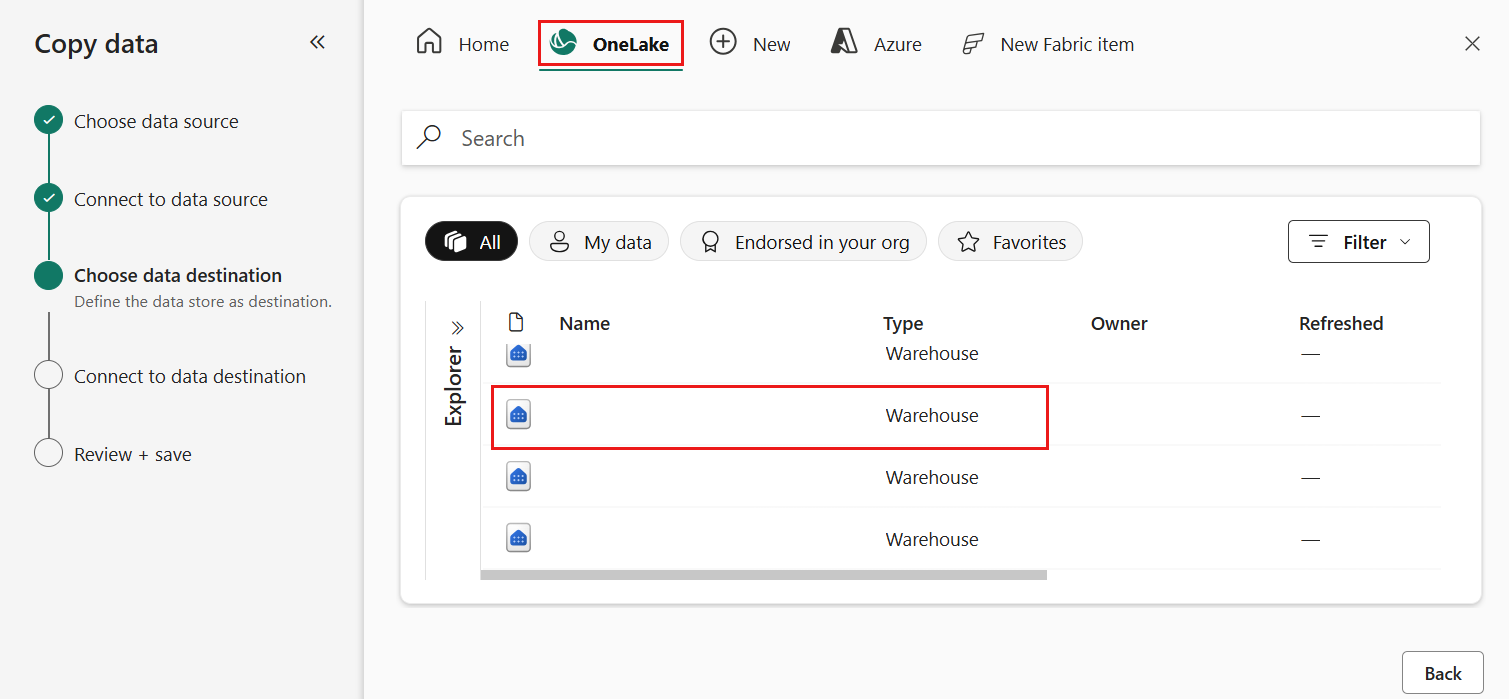 Copy data
Choose data source
Connect to data source
Choose data destination
Define the data store as destination.
Connect to data destination
Review + save
Home
OneLake
New
Azure
New Fabric item
Search
All
My data
Endorsed in your org
Favorites
Filter
Explorer
Name Type Owner Refreshed
Warehouse —
Warehouse —
Warehouse —
Warehouse —
Back